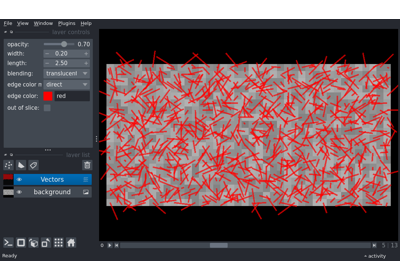 File View Window Plugins Help
layer controls
opacity: 0.70
width: 0.20
length: 2.50
blending: translucent
edge color m direct
edge color: red
out of slice:
layer list
Vectors
background
0 5 13
Ready activity